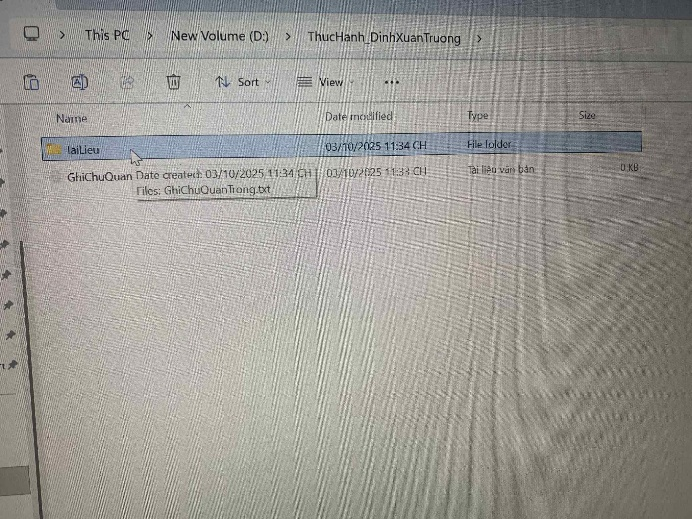 This PC > New Volume (D:) > ThucHanh_DinhXuanTruong >
Sort View ...
Name Date modified Type Size
TaiLieu 03/10/2025 11:34 CH File folder
GhiChuQuan 03/10/2025 11:33 CH Tài liệu văn bản 0 KB
Date created: 03/10/2025 11:34 CH
Files: GhiChuQuanTrong.txt